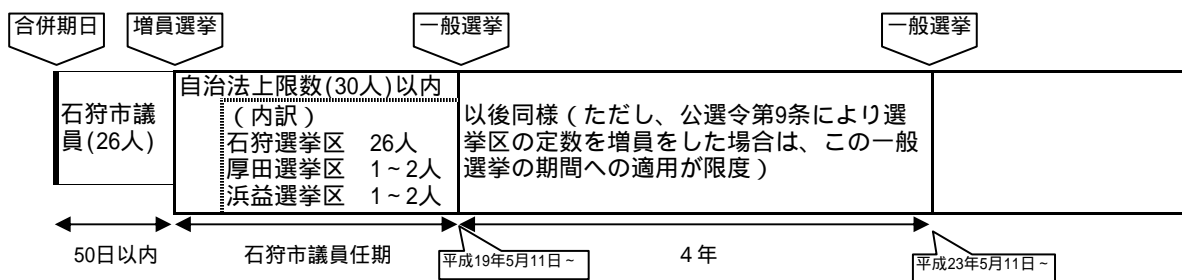 合併期日
増員選挙
一般選挙
一般選挙
石狩市議
員(26人)
自治法上限数(30人)以内
(内訳)
石狩選挙区 26人
厚田選挙区 1~2人
浜益選挙区 1~2人
以後同様(ただし、公選令第9条により選
挙区の定数を増員をした場合は、この一般
選挙の期間への適用が限度)
50日以内
石狩市議員任期
平成19年5月11日~
4年
平成23年5月11日~